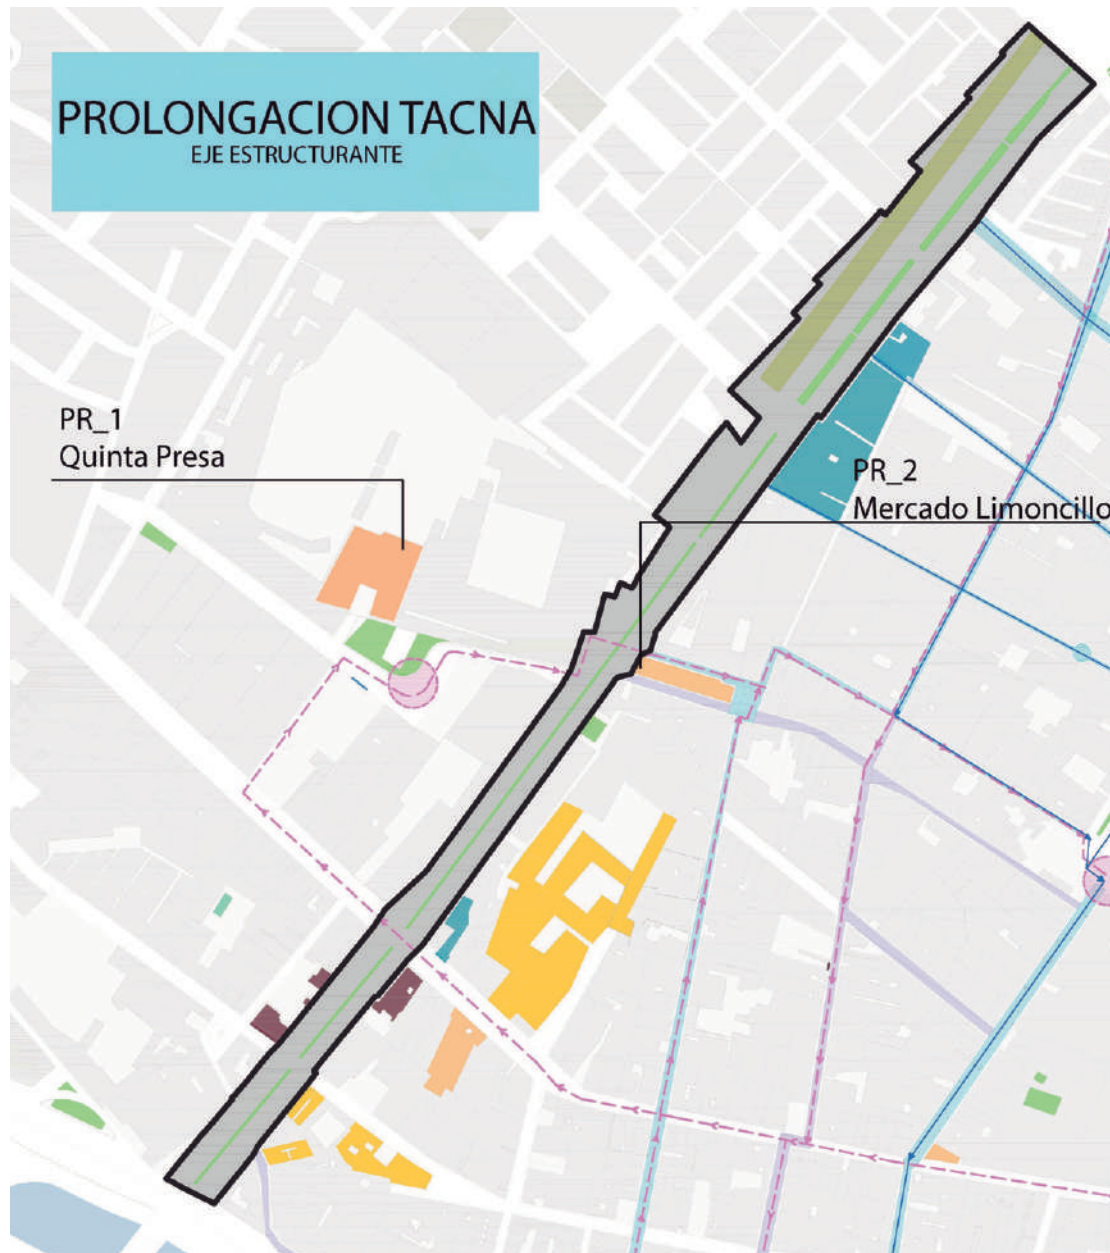 PROLONGACION TACNA
EJE ESTRUCTURANTE
PR_1
Quinta Presa
PR_2
Mercado Limoncillo